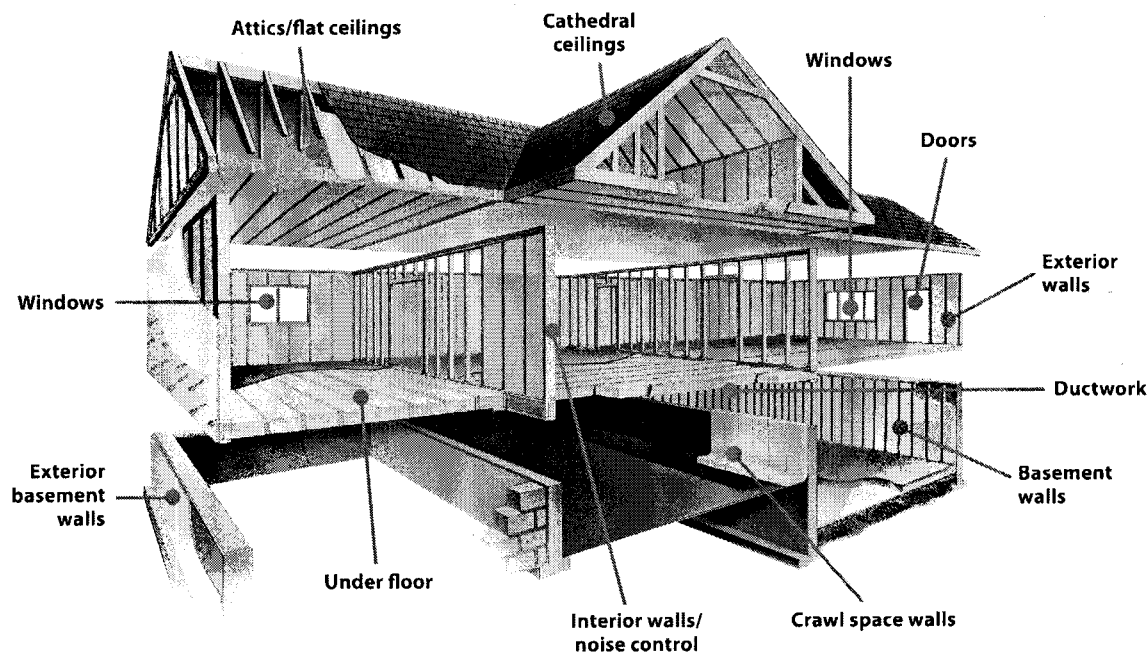 Attics/flat ceilings
Cathedral
ceilings
Windows
Doors
Exterior
walls
Windows
Ductwork
Basement
walls
Exterior
basement
walls
Under floor
Interior walls/
noise control
Crawl space walls